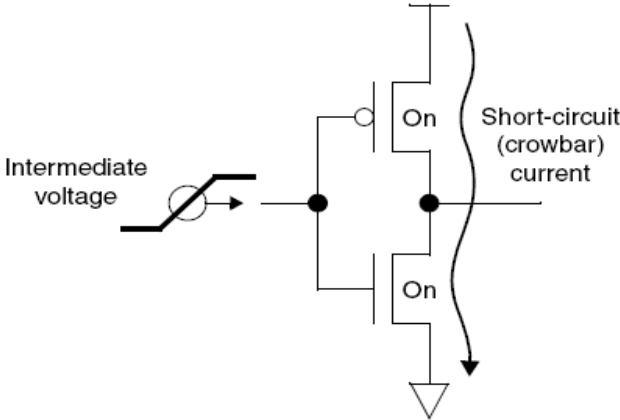 Intermediate
voltage
On
Short-circuit
(crowbar)
current
On